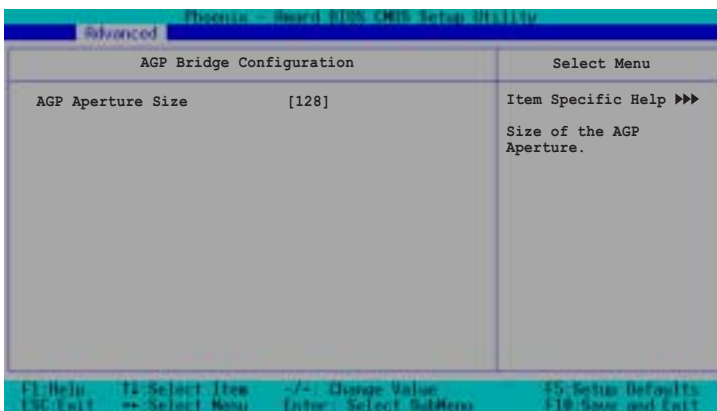 Phoenix - Award BIOS CMOS Setup Utility
Advanced
AGP Bridge Configuration
Select Menu
AGP Aperture Size [128]
Item Specific Help ▶▶▶
Size of the AGP
Aperture.
F1:Help ↑↓:Select Item -/+: Change Value F5:Setup Defaults
ESC:Exit ←→:Select Menu Enter: Select SubMenu F10:Save and Exit